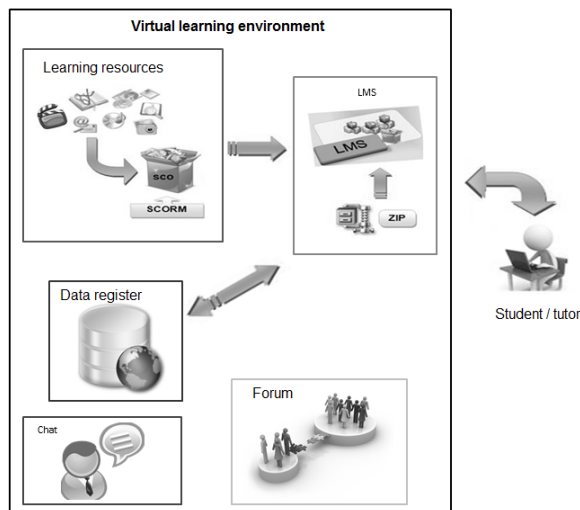 Virtual learning environment
Learning resources
SCO
SCORM
LMS
LMS
ZIP
Student / tutor
Data register
Forum
Chat